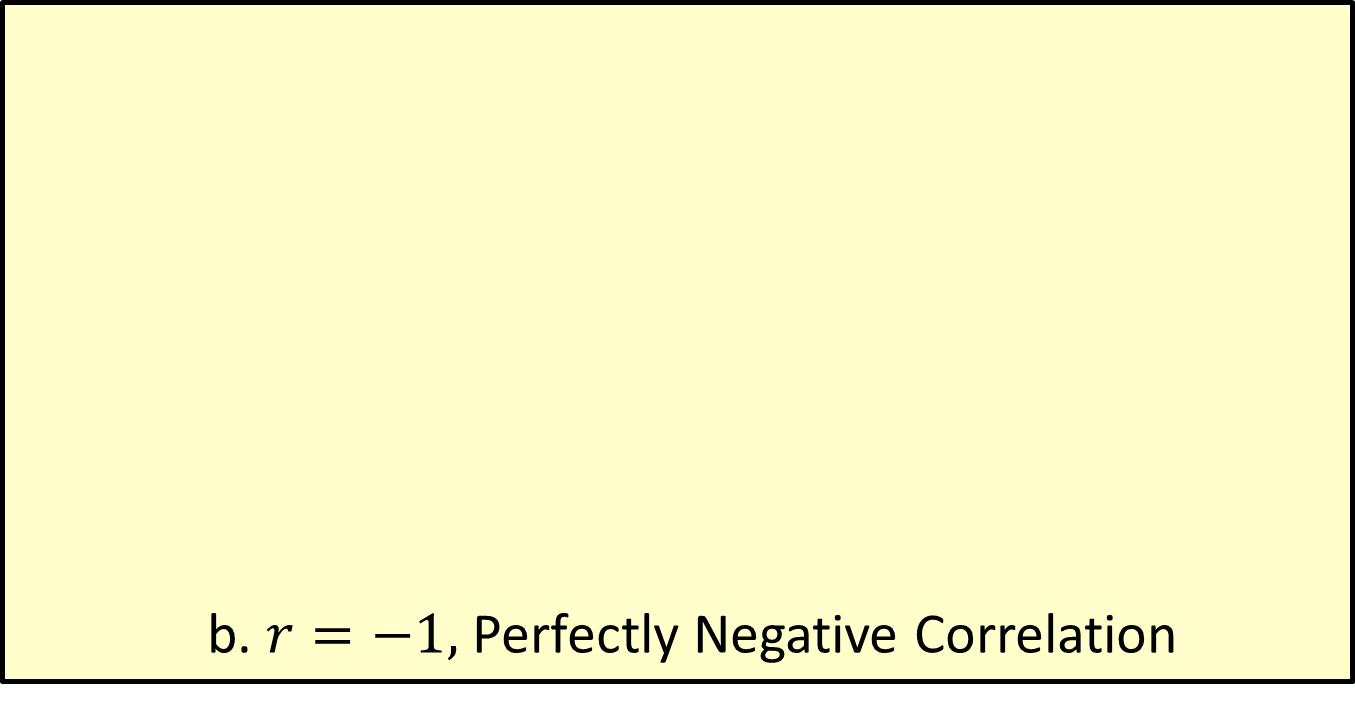 b. r = −1, Perfectly Negative Correlation